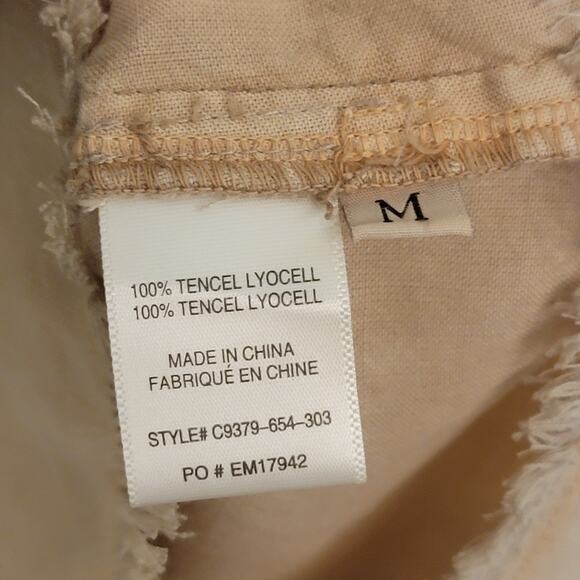 M
100% TENCEL LYOCELL
100% TENCEL LYOCELL
MADE IN CHINA
FABRIQUÉ EN CHINE
STYLE# C9379-654-303
PO # EM17942